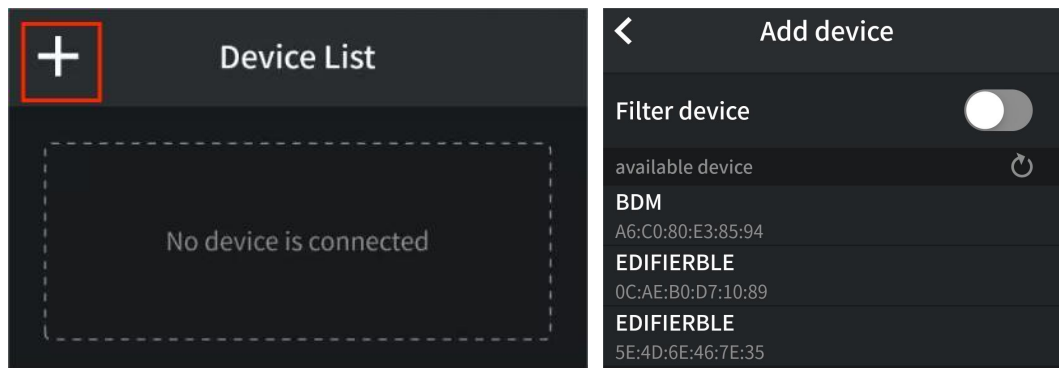 Device List
No device is connected
Add device
Filter device
available device
BDM
A6:C0:80:E3:85:94
EDIFIERBLE
0C:AE:B0:D7:10:89
EDIFIERBLE
5E:4D:6E:46:7E:35